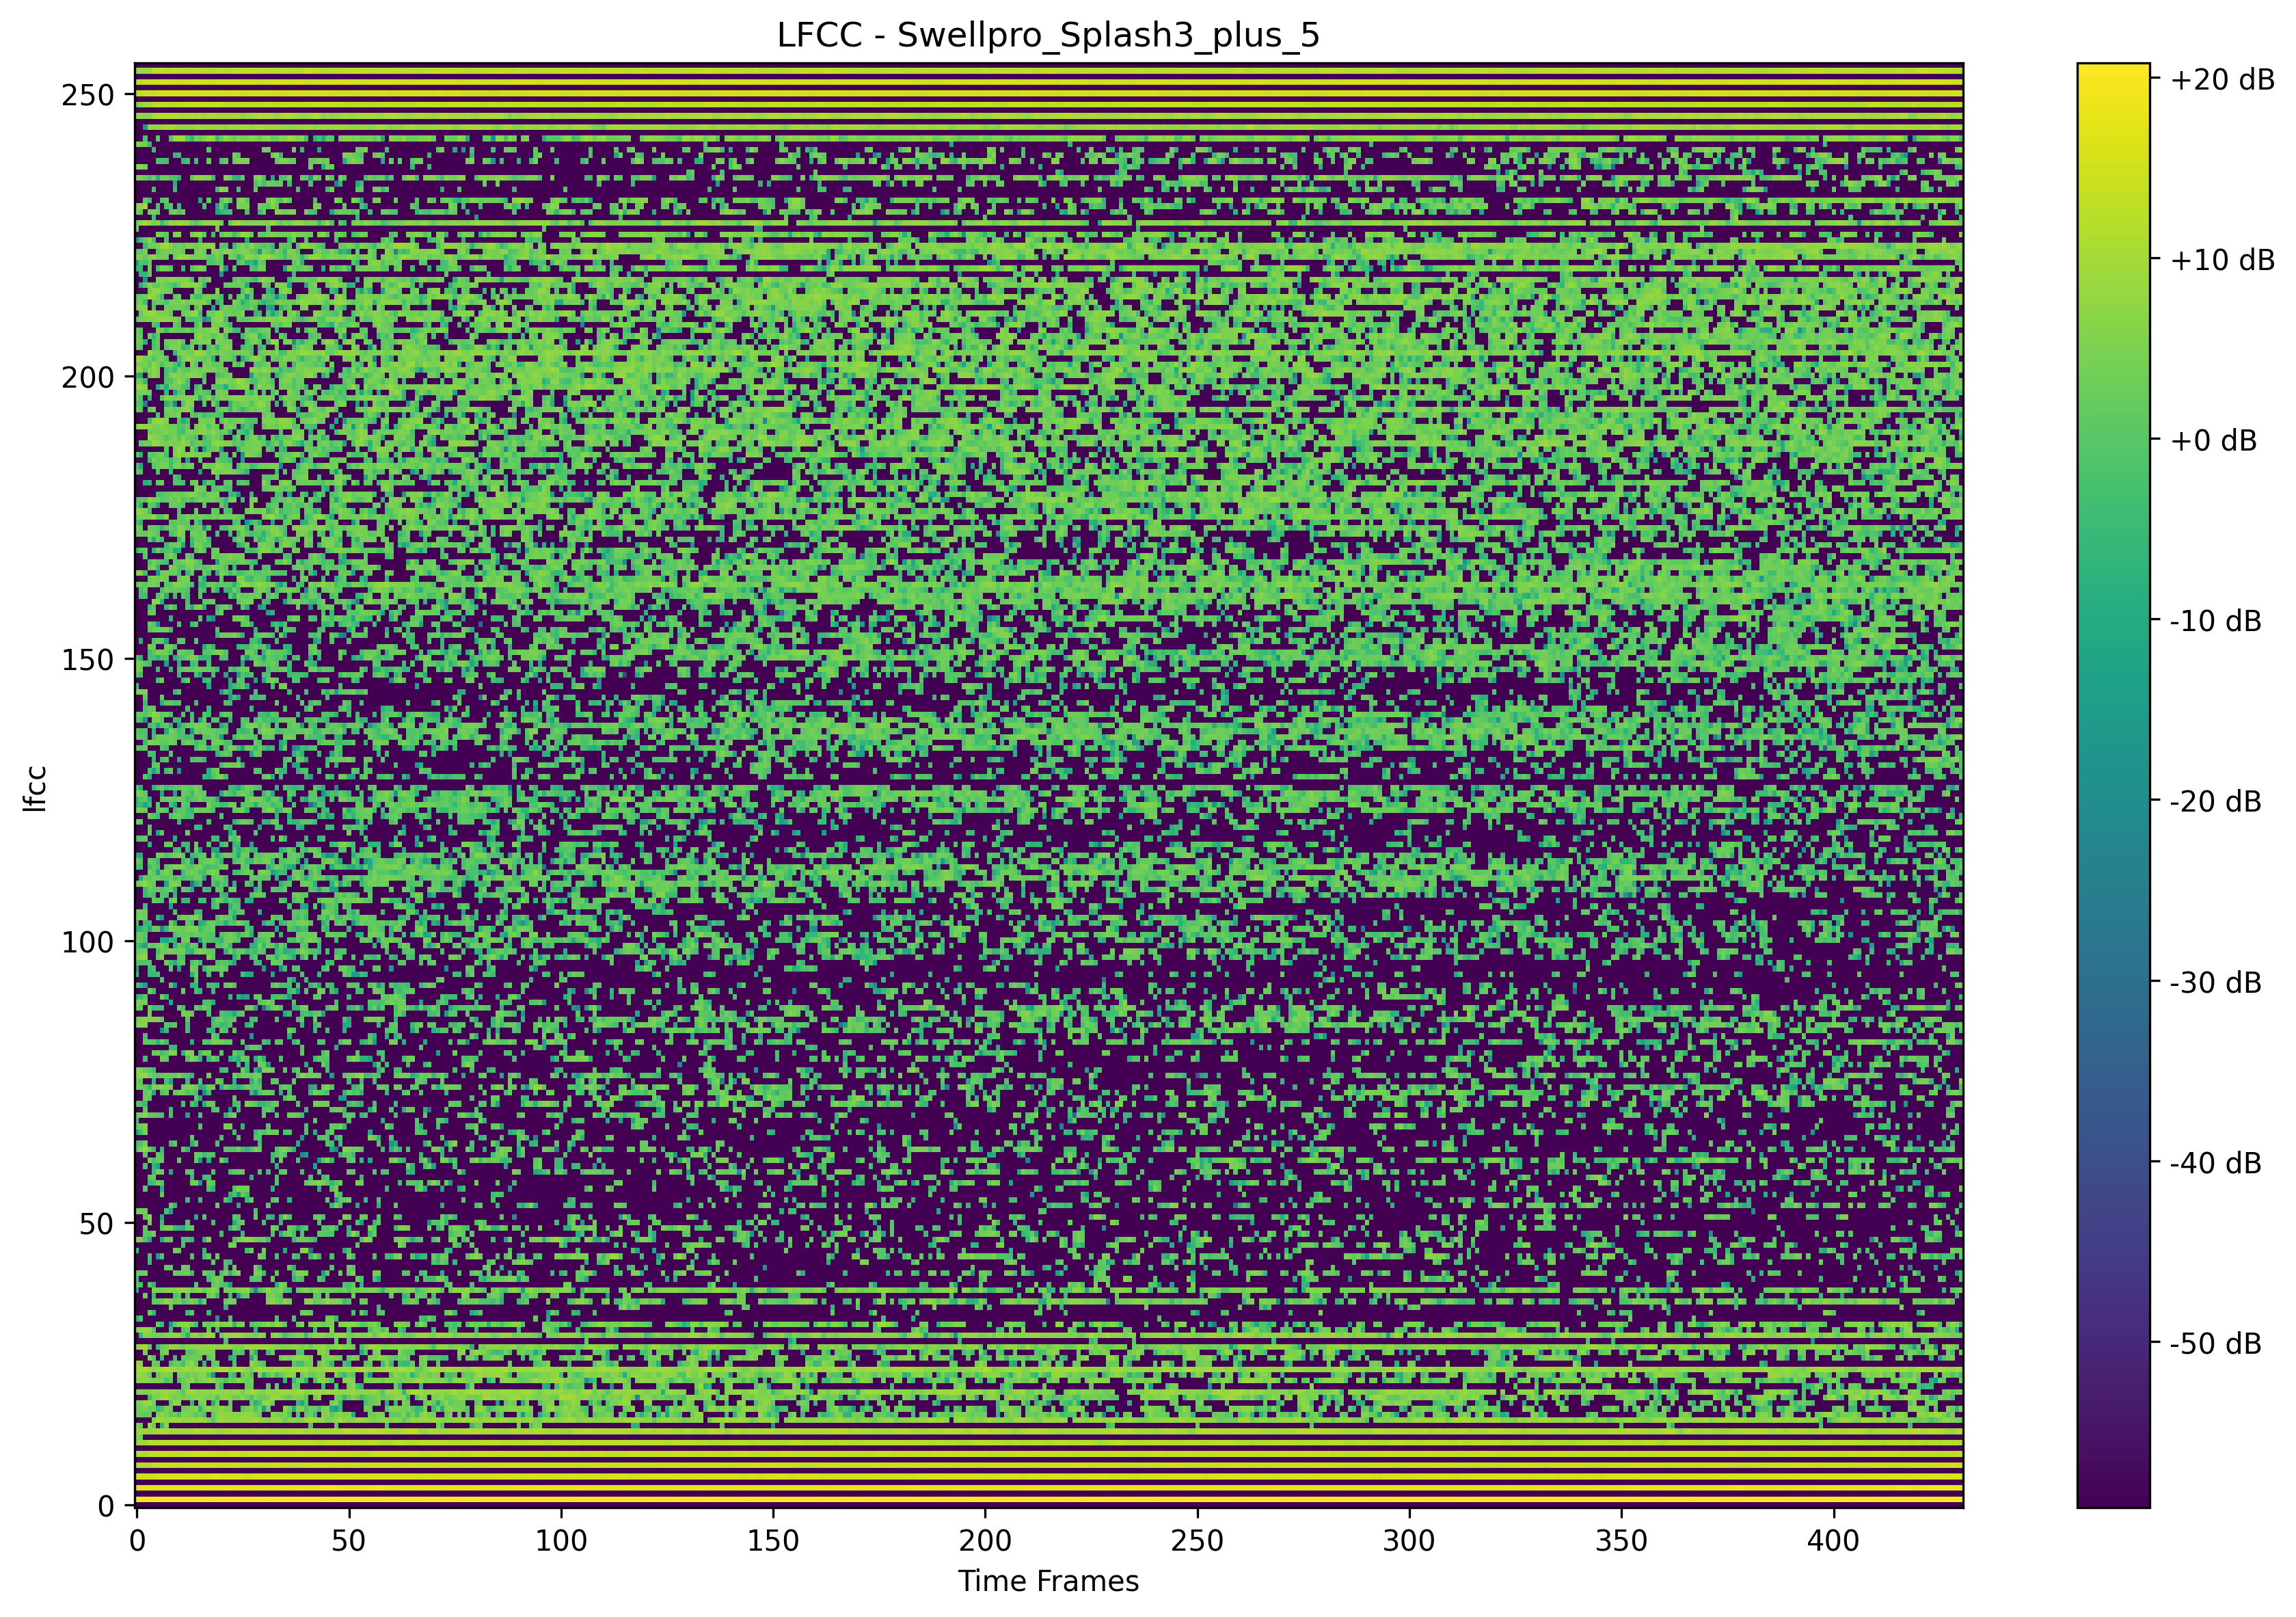 LFCC - Swellpro_Splash3_plus_5
250
200
150
100
50
0
lfcc
0 50 100 150 200 250 300 350 400
Time Frames
+20 dB
+10 dB
+0 dB
-10 dB
-20 dB
-30 dB
-40 dB
-50 dB